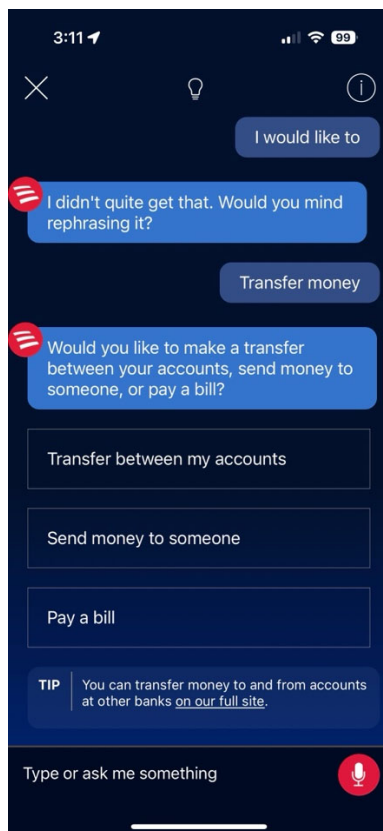 3:11
99
I would like to
I didn't quite get that. Would you mind
rephrasing it?
Transfer money
Would you like to make a transfer
between your accounts, send money to
someone, or pay a bill?
Transfer between my accounts
Send money to someone
Pay a bill
TIP You can transfer money to and from accounts
at other banks on our full site.
Type or ask me something